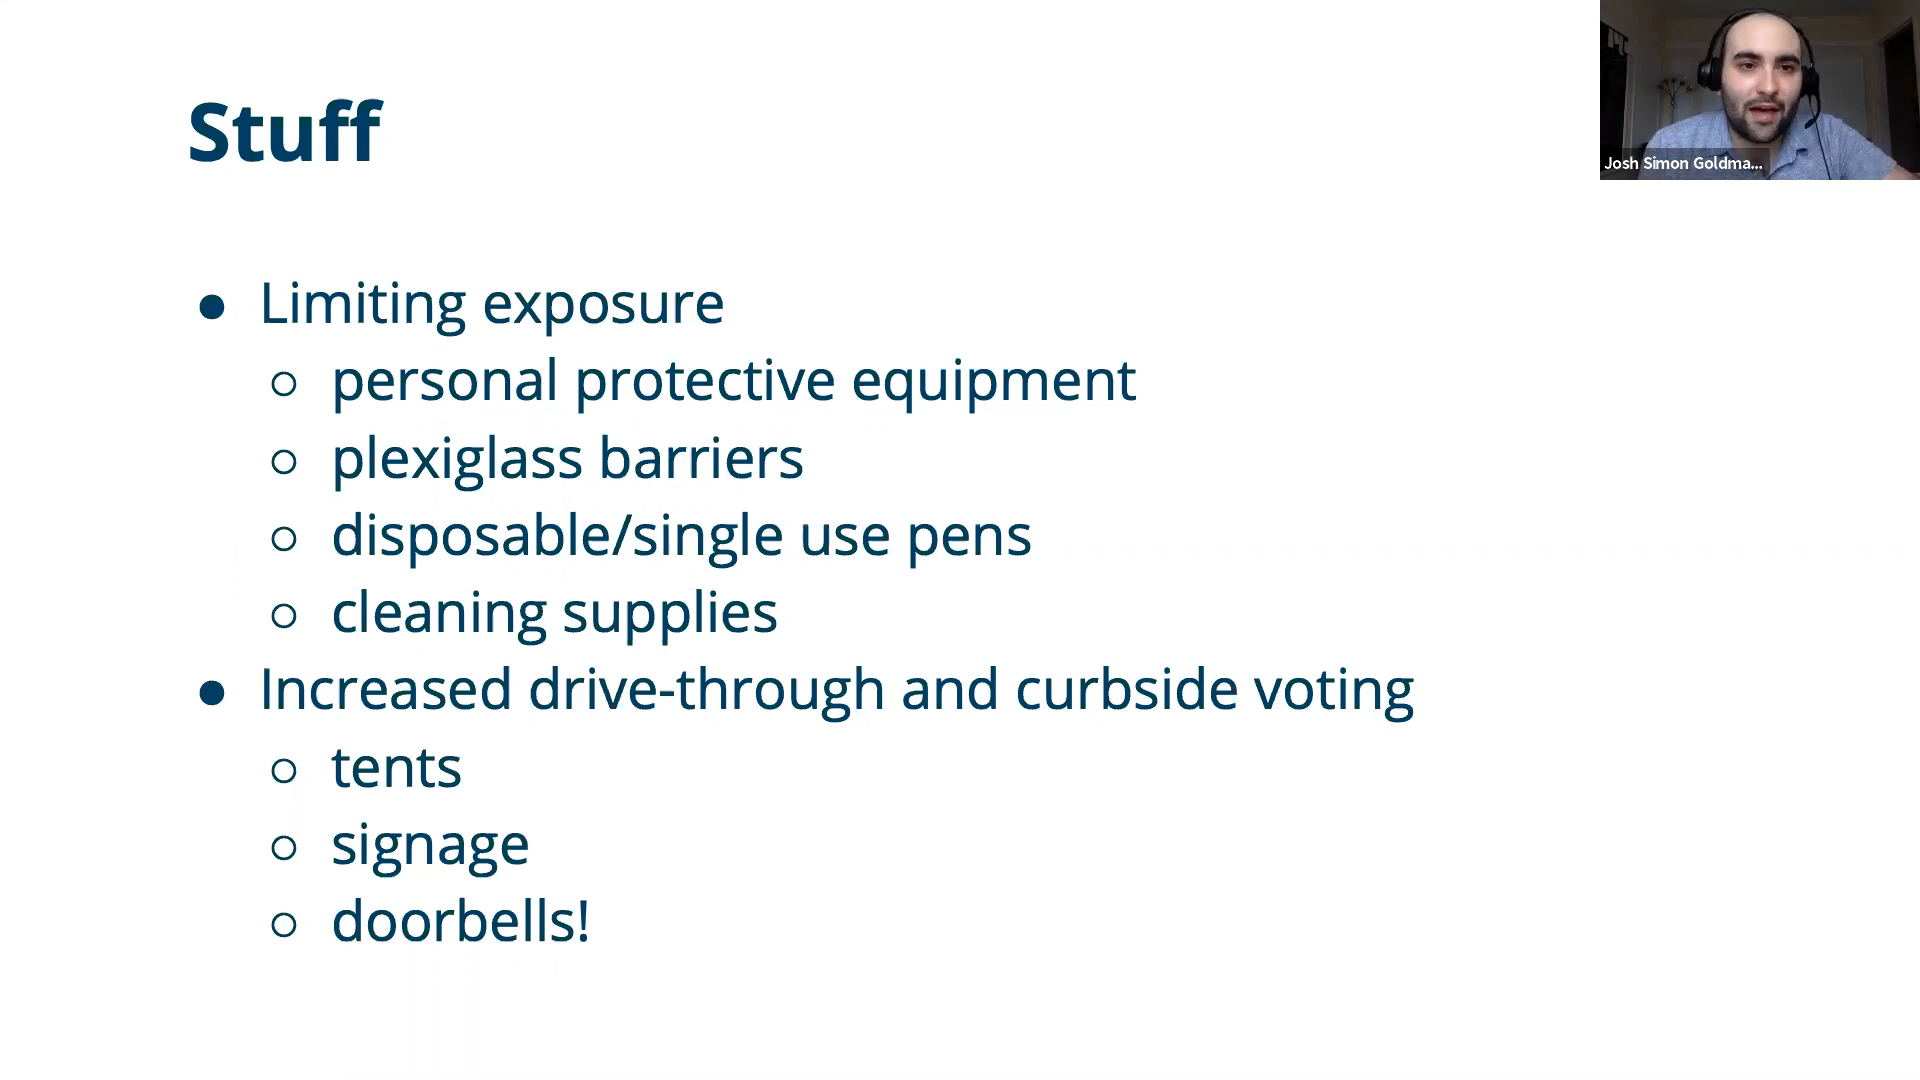 Stuff
Josh Simon Goldma...
● Limiting exposure
○ personal protective equipment
○ plexiglass barriers
○ disposable/single use pens
○ cleaning supplies
● Increased drive-through and curbside voting
○ tents
○ signage
○ doorbells!